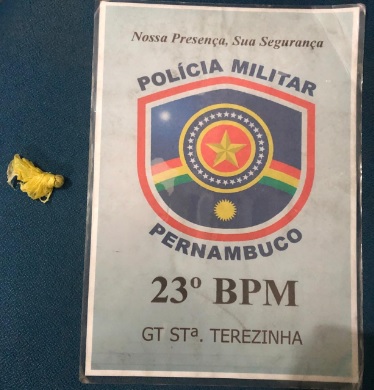 Nossa Presença, Sua Segurança
POLÍCIA MILITAR
PERNAMBUCO
23º BPM
GT STª. TEREZINHA